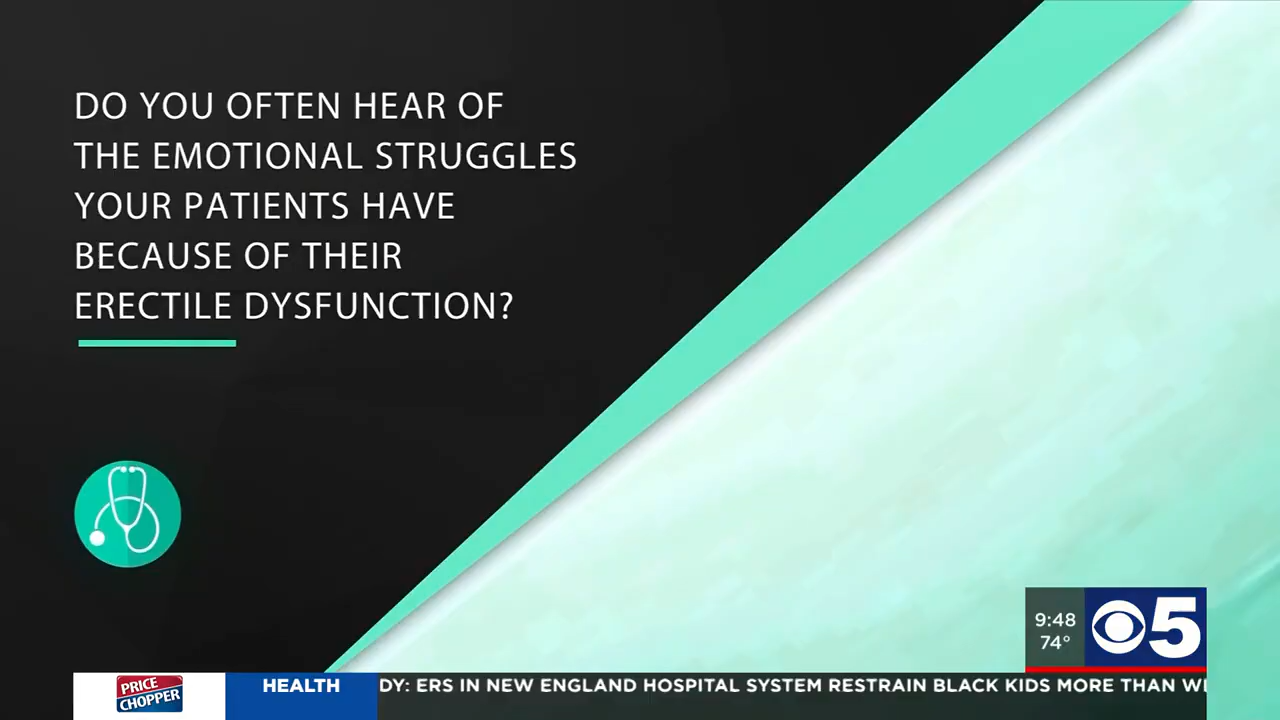 DO YOU OFTEN HEAR OF
THE EMOTIONAL STRUGGLES
YOUR PATIENTS HAVE
BECAUSE OF THEIR
ERECTILE DYSFUNCTION?
9:48
74°
5
PRICE
CHOPPER
HEALTH
DY: ERS IN NEW ENGLAND HOSPITAL SYSTEM RESTRAIN BLACK KIDS MORE THAN